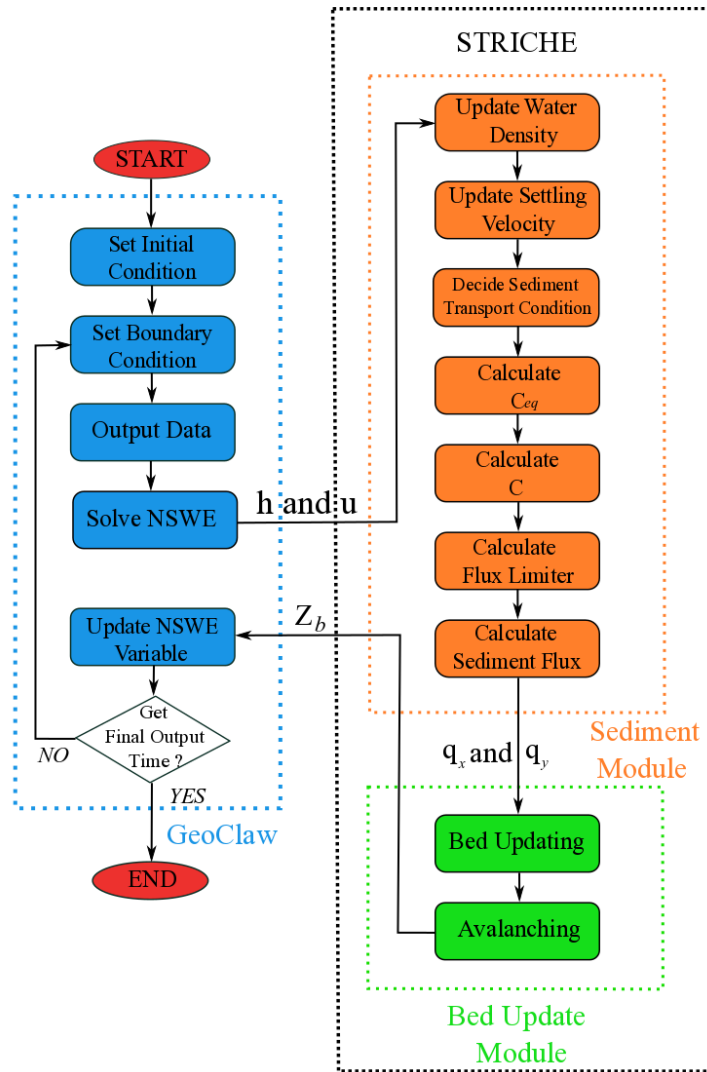 STRICHE
START
Set Initial
Condition
Set Boundary
Condition
Output Data
Solve NSWE
h and u
Update Water
Density
Update Settling
Velocity
Decide Sediment
Transport Condition
Calculate
Ceq
Calculate
C
Calculate
Flux Limiter
Calculate
Sediment Flux
Sediment
Module
qx and qy
Bed Updating
Avalanching
Bed Update
Module
Zb
Update NSWE
Variable
Get
Final Output
Time ?
NO
YES
GeoClaw
END